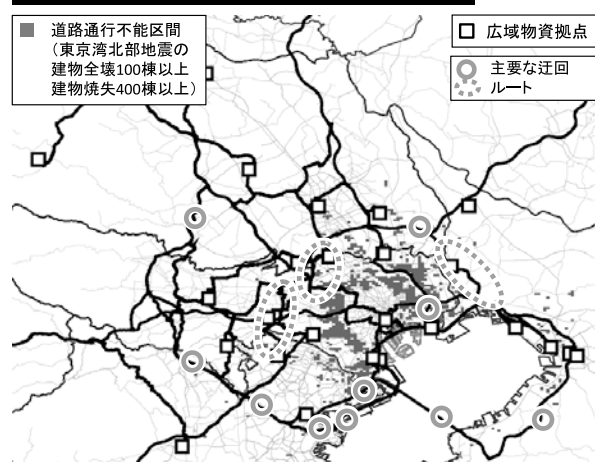 道路通行不能区間
（東京湾北部地震の
建物全壊100棟以上
建物焼失400棟以上）
広域物資拠点
主要な迂回
ルート